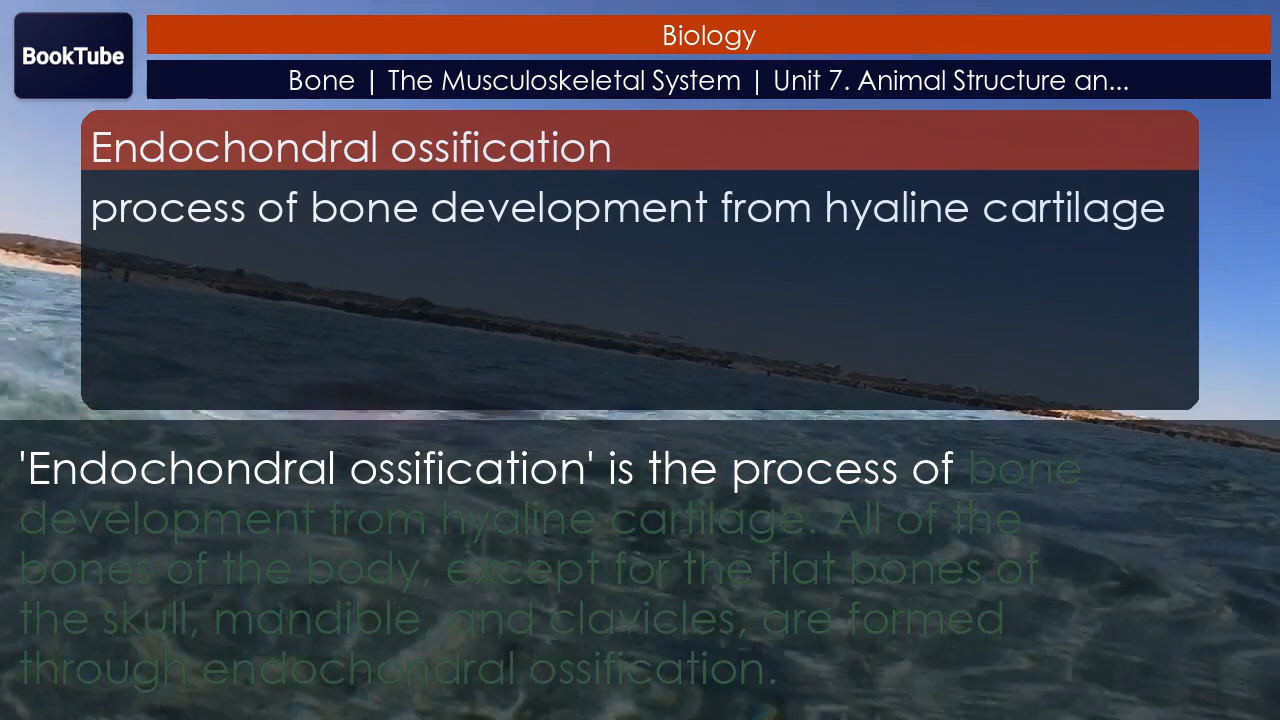 BookTube
Biology
Bone | The Musculoskeletal System | Unit 7. Animal Structure an...
Endochondral ossification
process of bone development from hyaline cartilage
'Endochondral ossification' is the process of bone
development from hyaline cartilage. All of the
bones of the body, except for the flat bones of
the skull, mandible, and clavicles, are formed
through endochondral ossification.